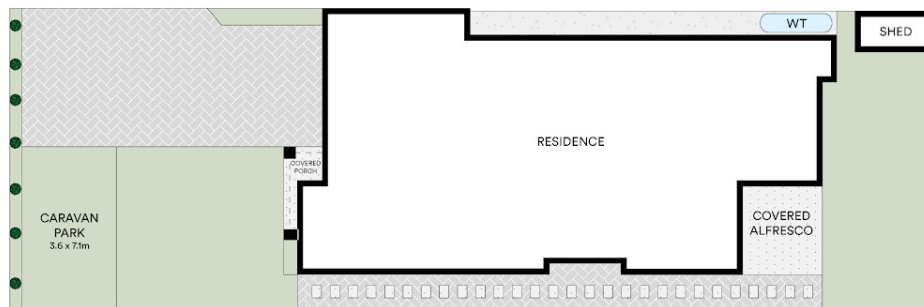 WT
SHED
RESIDENCE
COVERED
PORCH
CARAVAN
PARK
3.6 x 7.1m
COVERED
ALFRESCO